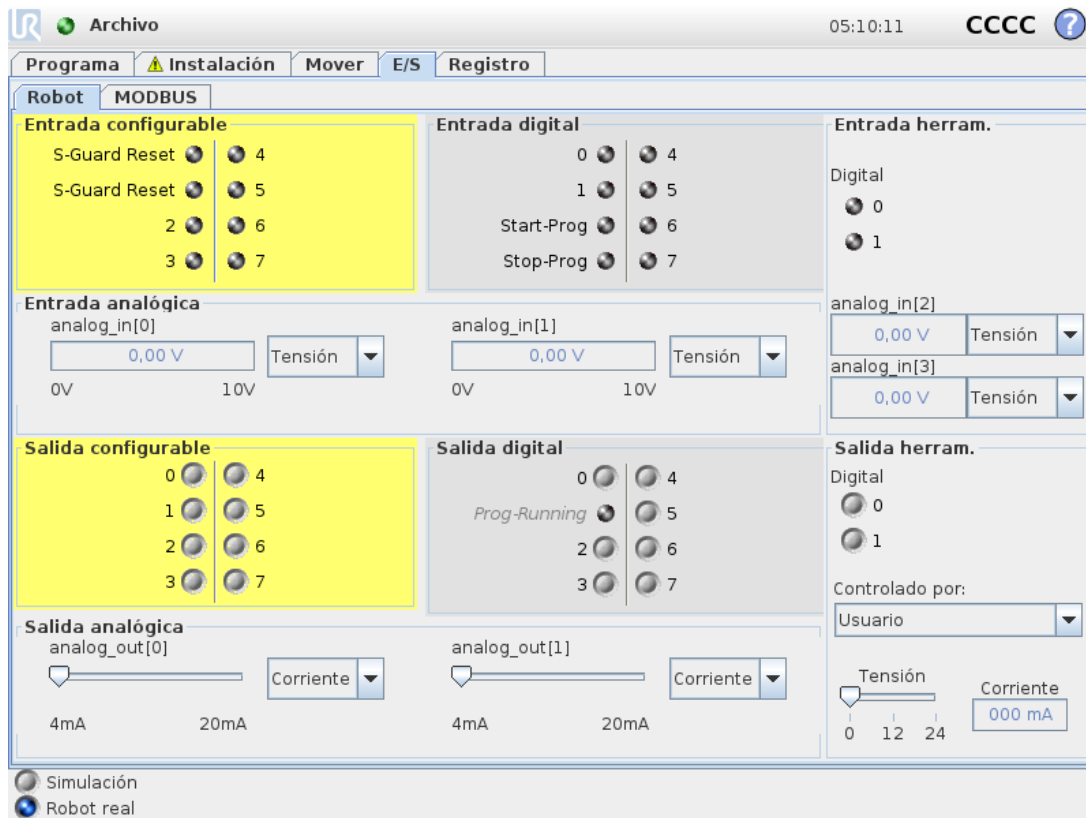 UR Archivo 05:10:11 CCCC ?
Programa Instalación Mover E/S Registro
Robot MODBUS
Entrada configurable
S-Guard Reset 4
S-Guard Reset 5
2 6
3 7
Entrada digital
0 4
1 5
Start-Prog 6
Stop-Prog 7
Entrada herram.
Digital
0
1
analog_in[2]
0,00 V Tensión
analog_in[3]
0,00 V Tensión
Entrada analógica
analog_in[0]
0,00 V Tensión
0V 10V
analog_in[1]
0,00 V Tensión
0V 10V
Salida configurable
0 4
1 5
2 6
3 7
Salida digital
0 4
Prog-Running 5
2 6
3 7
Salida herram.
Digital
0
1
Controlado por:
Usuario
Tensión
0 12 24
Corriente
000 mA
Salida analógica
analog_out[0]
Corriente
4mA 20mA
analog_out[1]
Corriente
4mA 20mA
Simulación
Robot real